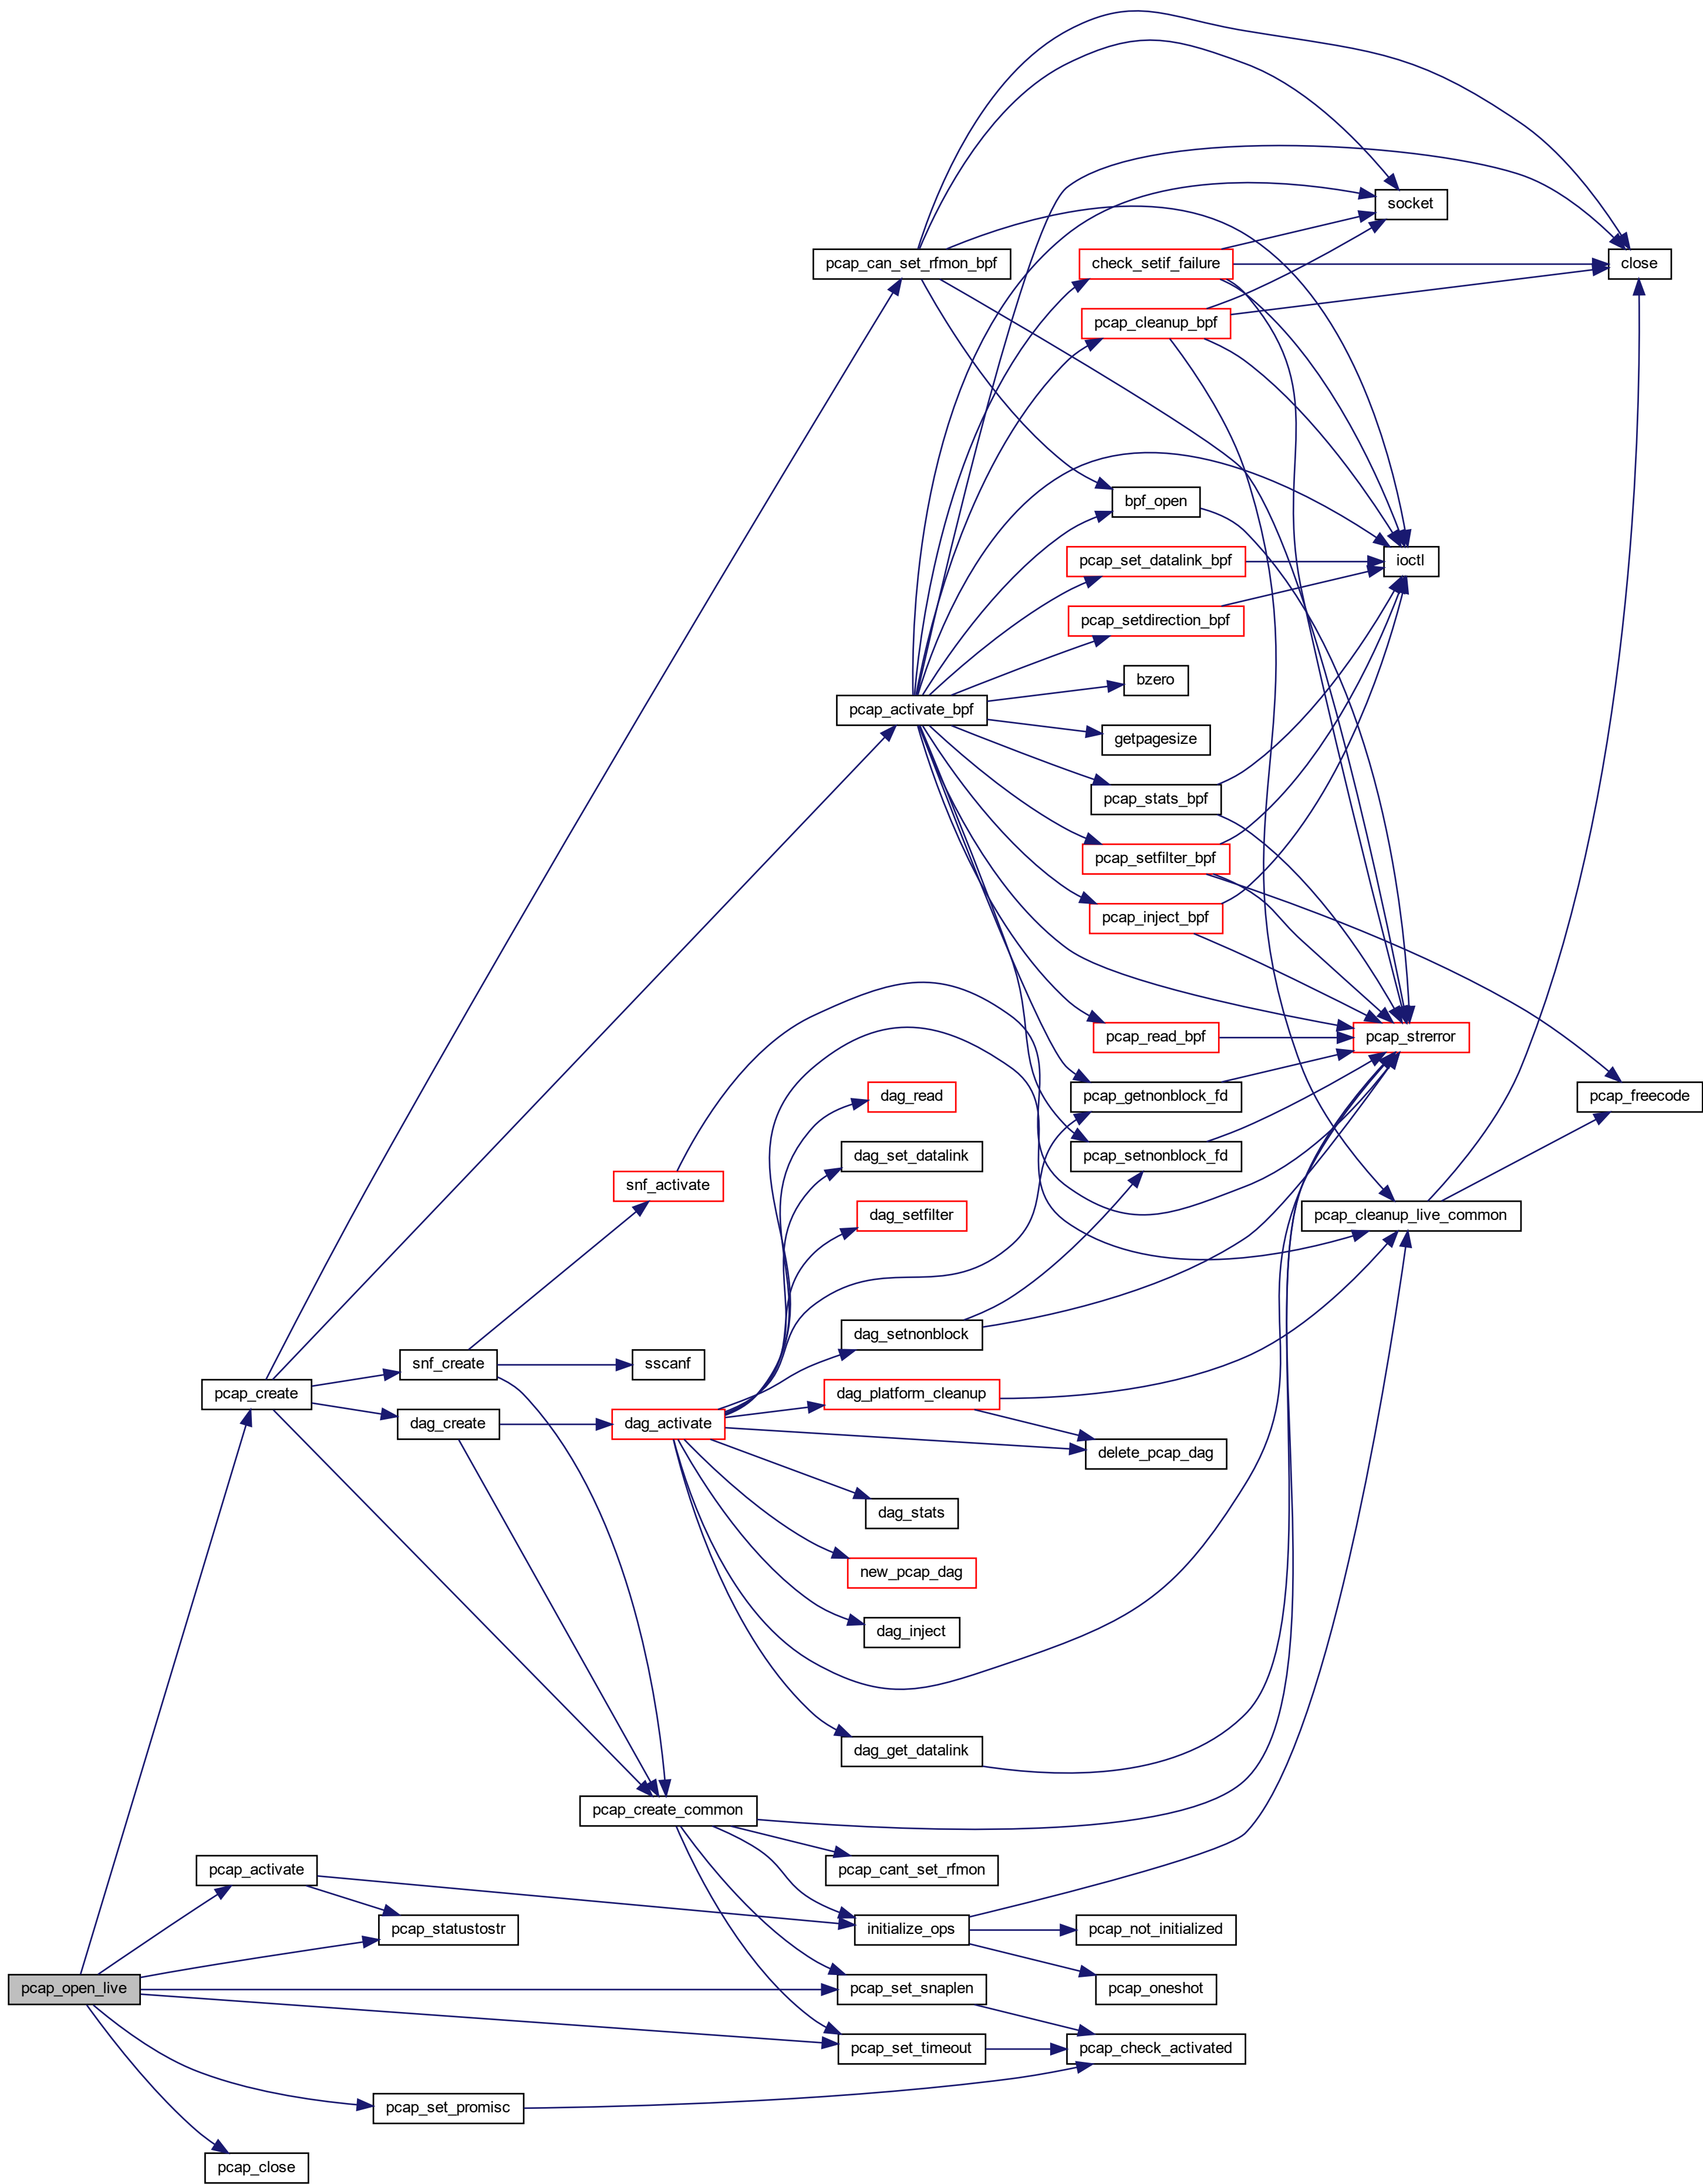 socket
pcap_can_set_rfmon_bpf
check_setif_failure
close
pcap_cleanup_bpf
bpf_open
pcap_set_datalink_bpf
ioctl
pcap_setdirection_bpf
bzero
pcap_activate_bpf
getpagesize
pcap_stats_bpf
pcap_setfilter_bpf
pcap_inject_bpf
pcap_read_bpf
pcap_strerror
dag_read
pcap_getnonblock_fd
pcap_freecode
dag_set_datalink
pcap_setnonblock_fd
snf_activate
dag_setfilter
pcap_cleanup_live_common
dag_setnonblock
snf_create
sscanf
pcap_create
dag_platform_cleanup
dag_create
dag_activate
delete_pcap_dag
dag_stats
new_pcap_dag
dag_inject
dag_get_datalink
pcap_create_common
pcap_activate
pcap_cant_set_rfmon
pcap_statustostr
initialize_ops
pcap_not_initialized
pcap_open_live
pcap_set_snaplen
pcap_oneshot
pcap_set_timeout
pcap_check_activated
pcap_set_promisc
pcap_close